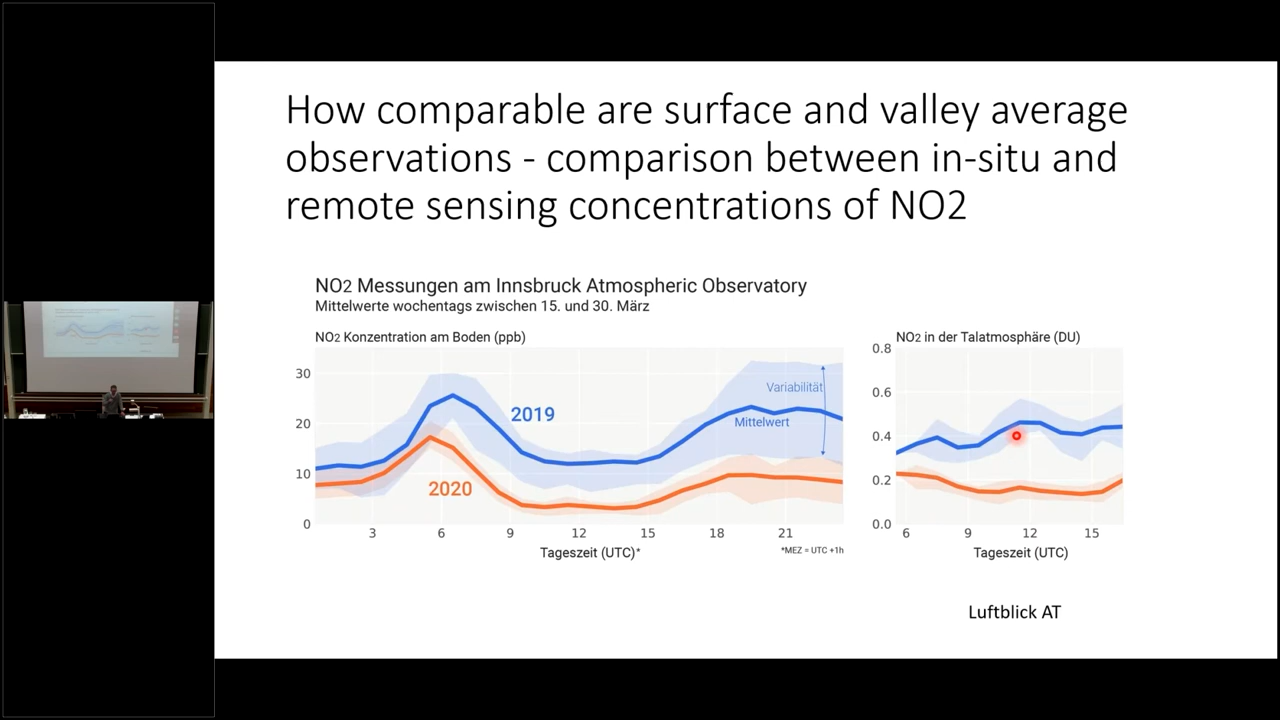 How comparable are surface and valley average
observations - comparison between in-situ and
remote sensing concentrations of NO2
NO2 Messungen am Innsbruck Atmospheric Observatory
Mittelwerte wochentags zwischen 15. und 30. März
NO2 Konzentration am Boden (ppb)
30
20
10
0
2019
2020
Variabilität
Mittelwert
3 6 9 12 15 18 21
Tageszeit (UTC)*
*MEZ = UTC +1h
NO2 in der Talatmosphäre (DU)
0.8
0.6
0.4
0.2
0.0
6 9 12 15
Tageszeit (UTC)
Luftblick AT